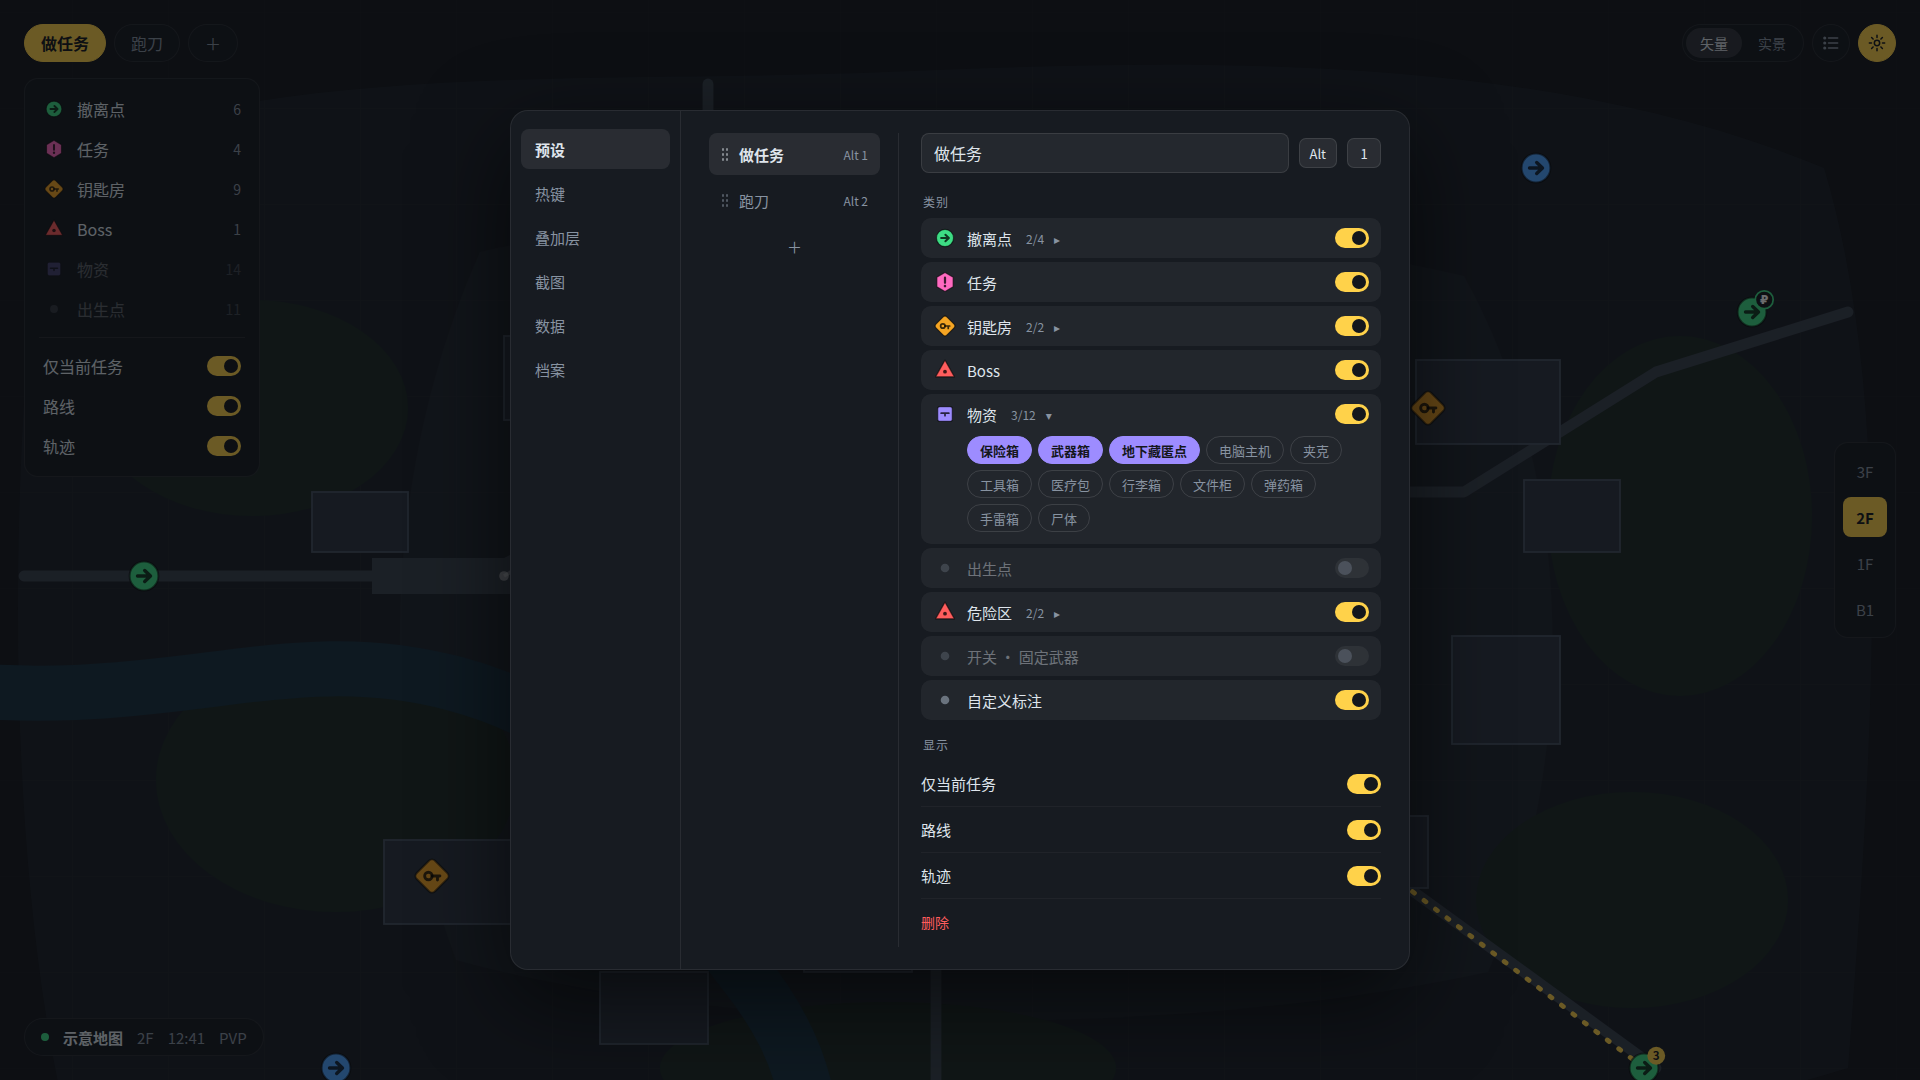 做任务 跑刀 +
矢量 实景
撤离点 6
任务 4
钥匙房 9
Boss 1
物资 14
出生点 11
仅当前任务
路线
轨迹
预设
热键
叠加层
截图
数据
档案
做任务 Alt 1
跑刀 Alt 2
+
做任务 Alt 1
类别
撤离点 2/4 ▸
任务
钥匙房 2/2 ▸
Boss
物资 3/12 ▾
保险箱 武器箱 地下藏匿点 电脑主机 夹克
工具箱 医疗包 行李箱 文件柜 弹药箱
手雷箱 尸体
出生点
危险区 2/2 ▸
开关 · 固定武器
自定义标注
显示
仅当前任务
路线
轨迹
删除
₽
3F
2F
1F
B1
示意地图 2F 12:41 PVP
3